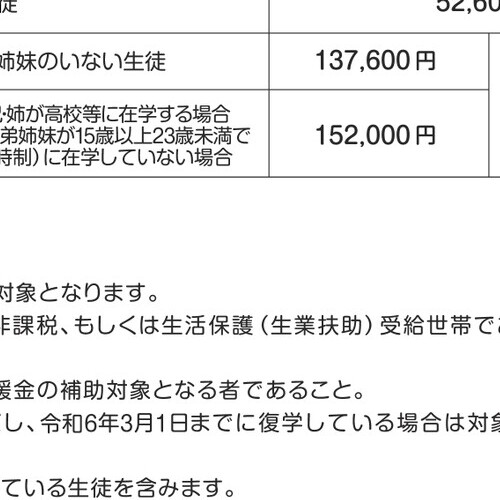 徒 52,60
姉妹のいない生徒 137,600円
・姉が高校等に在学する場合
弟姉妹が15歳以上23歳未満で 152,000円
時制）に在学していない場合
対象となります。
非課税、もしくは生活保護（生業扶助）受給世帯で
援金の補助対象となる者であること。
し、令和6年3月1日までに復学している場合は対象
ている生徒を含みます。